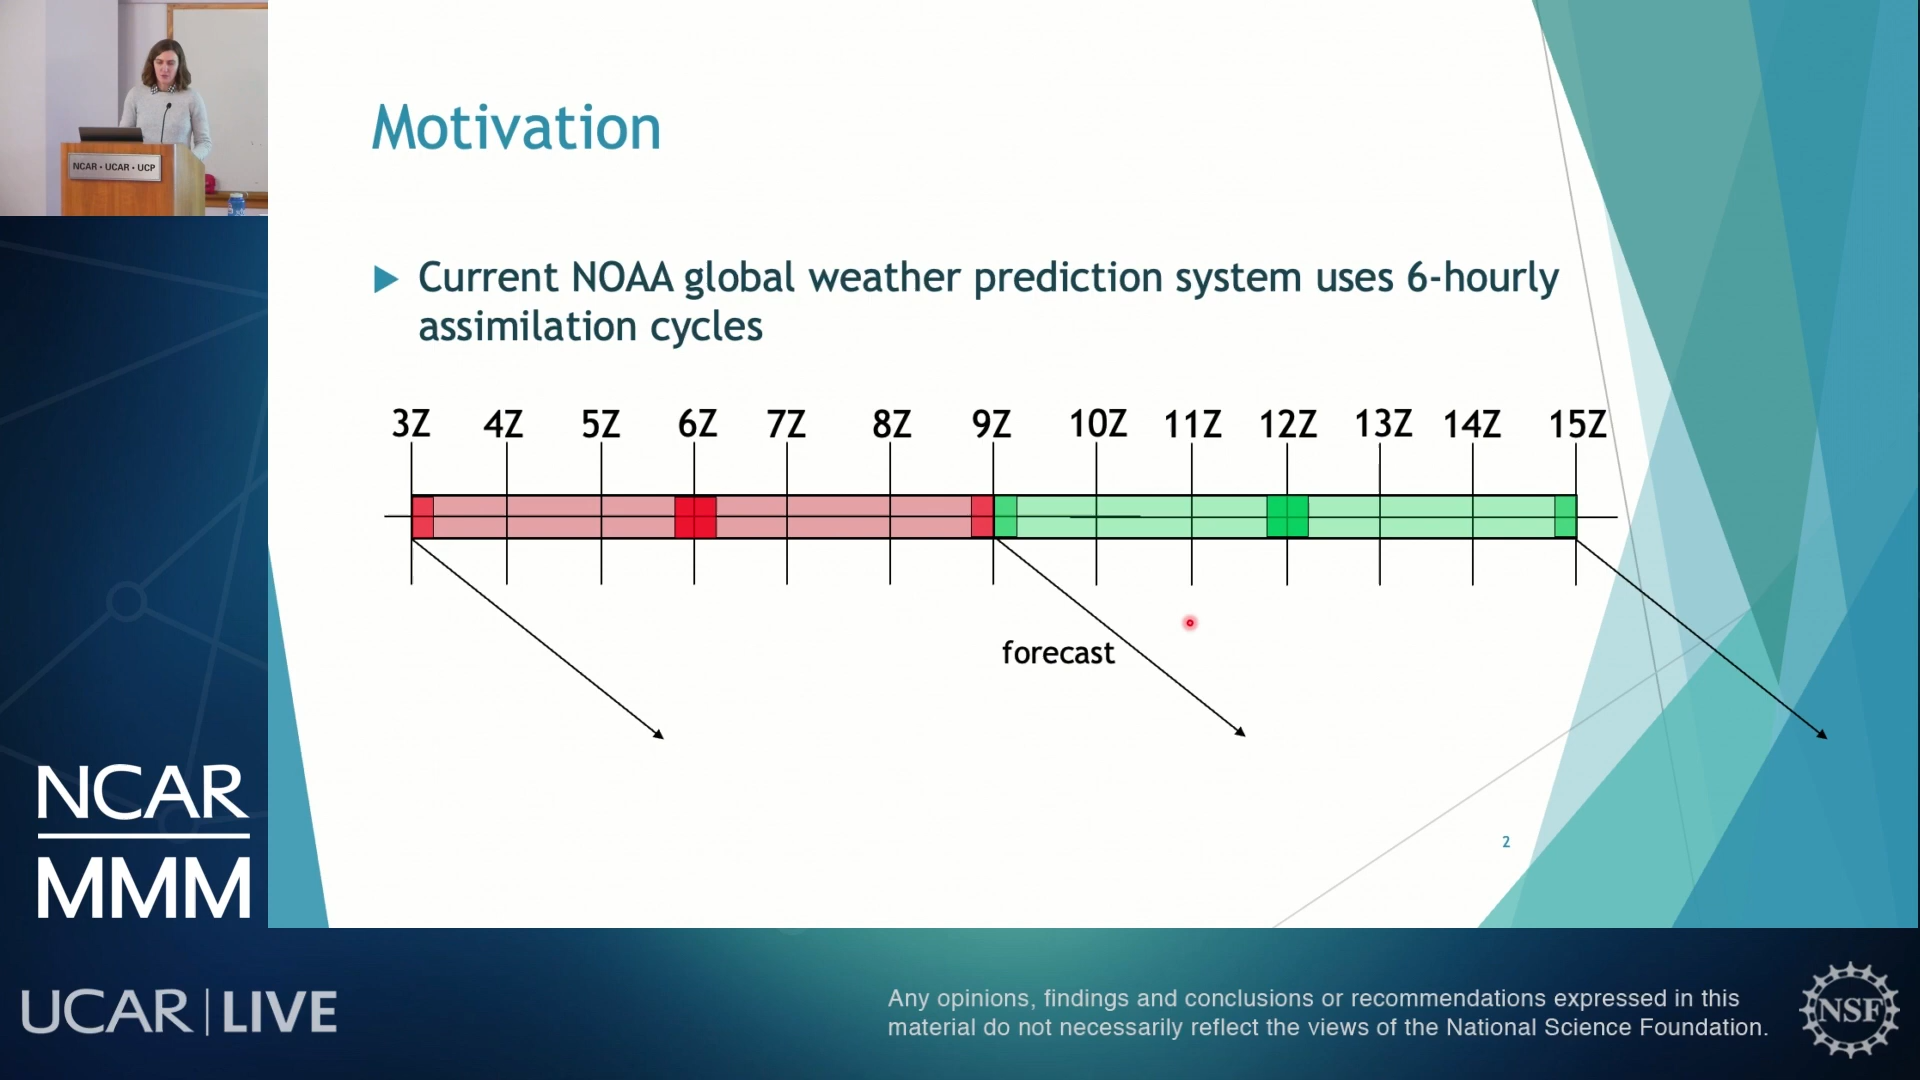 NCAR • UCAR • UCP
Motivation
Current NOAA global weather prediction system uses 6-hourly
assimilation cycles
3Z 4Z 5Z 6Z 7Z 8Z 9Z 10Z 11Z 12Z 13Z 14Z 15Z
forecast
2
NCAR
MMM
UCAR | LIVE
Any opinions, findings and conclusions or recommendations expressed in this
material do not necessarily reflect the views of the National Science Foundation.
NSF